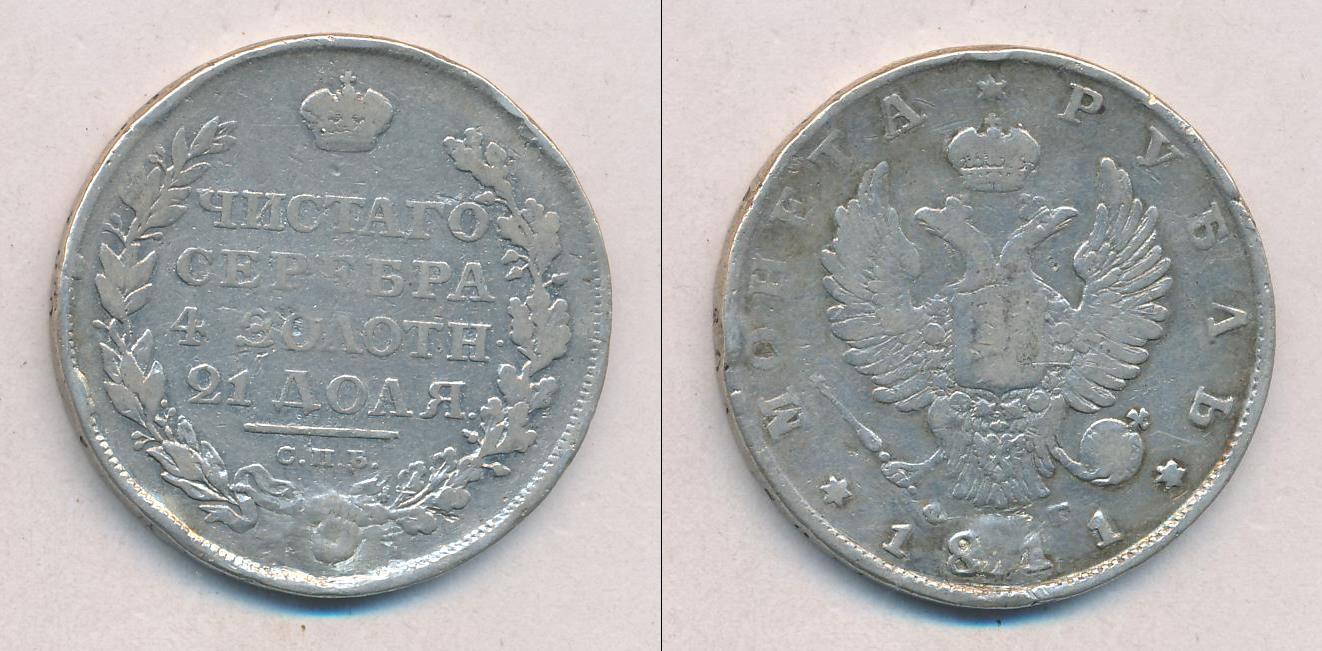 ЧИСТАГО
СЕРЕБРА
4 ЗОЛОТН.
21 ДОЛЯ.
С.П.Б.
МОНЕТА * РУБЛЬ
* 1811 *